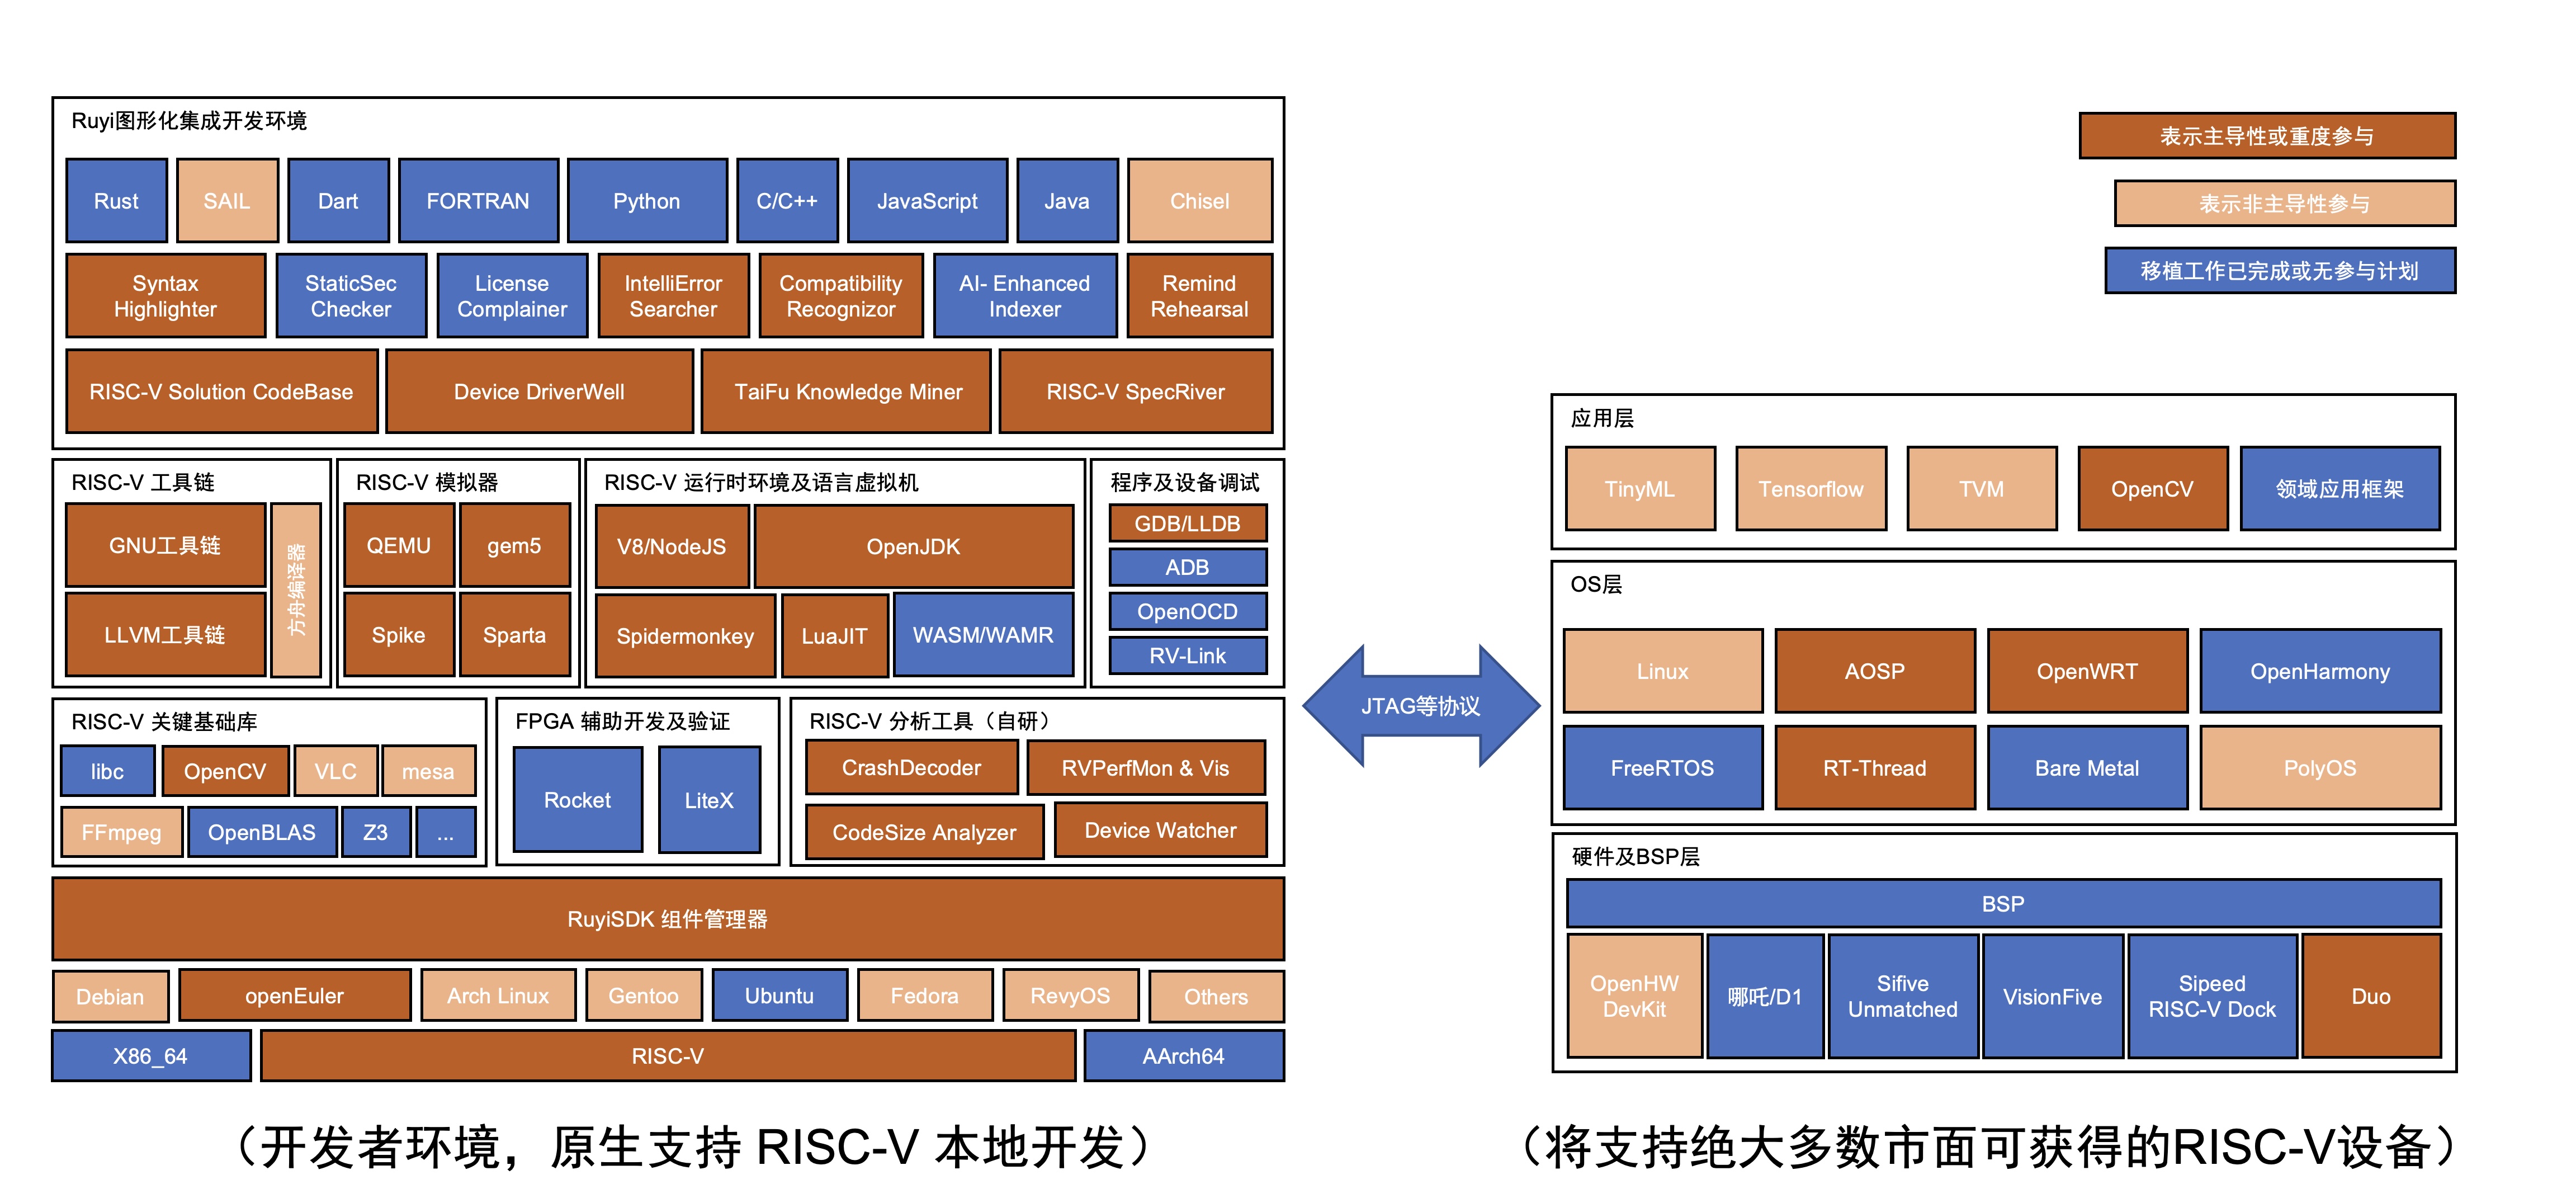 Ruyi图形化集成开发环境
Rust
SAIL
Dart
FORTRAN
Python
C/C++
JavaScript
Java
Chisel
Syntax
Highlighter
StaticSec
Checker
License
Complainer
IntelliError
Searcher
Compatibility
Recognizor
AI- Enhanced
Indexer
Remind
Rehearsal
RISC-V Solution CodeBase
Device DriverWell
TaiFu Knowledge Miner
RISC-V SpecRiver
RISC-V 工具链
GNU工具链
LLVM工具链
方舟编译器
RISC-V 模拟器
QEMU
gem5
Spike
Sparta
RISC-V 运行时环境及语言虚拟机
V8/NodeJS
OpenJDK
Spidermonkey
LuaJIT
WASM/WAMR
程序及设备调试
GDB/LLDB
ADB
OpenOCD
RV-Link
RISC-V 关键基础库
libc
OpenCV
VLC
mesa
FFmpeg
OpenBLAS
Z3
...
FPGA 辅助开发及验证
Rocket
LiteX
RISC-V 分析工具（自研）
CrashDecoder
RVPerfMon & Vis
CodeSize Analyzer
Device Watcher
RuyiSDK 组件管理器
Debian
openEuler
Arch Linux
Gentoo
Ubuntu
Fedora
RevyOS
Others
X86_64
RISC-V
AArch64
（开发者环境，原生支持 RISC-V 本地开发）
JTAG等协议
表示主导性或重度参与
表示非主导性参与
移植工作已完成或无参与计划
应用层
TinyML
Tensorflow
TVM
OpenCV
领域应用框架
OS层
Linux
AOSP
OpenWRT
OpenHarmony
FreeRTOS
RT-Thread
Bare Metal
PolyOS
硬件及BSP层
BSP
OpenHW
DevKit
哪吒/D1
Sifive
Unmatched
VisionFive
Sipeed
RISC-V Dock
Duo
（将支持绝大多数市面可获得的RISC-V设备）